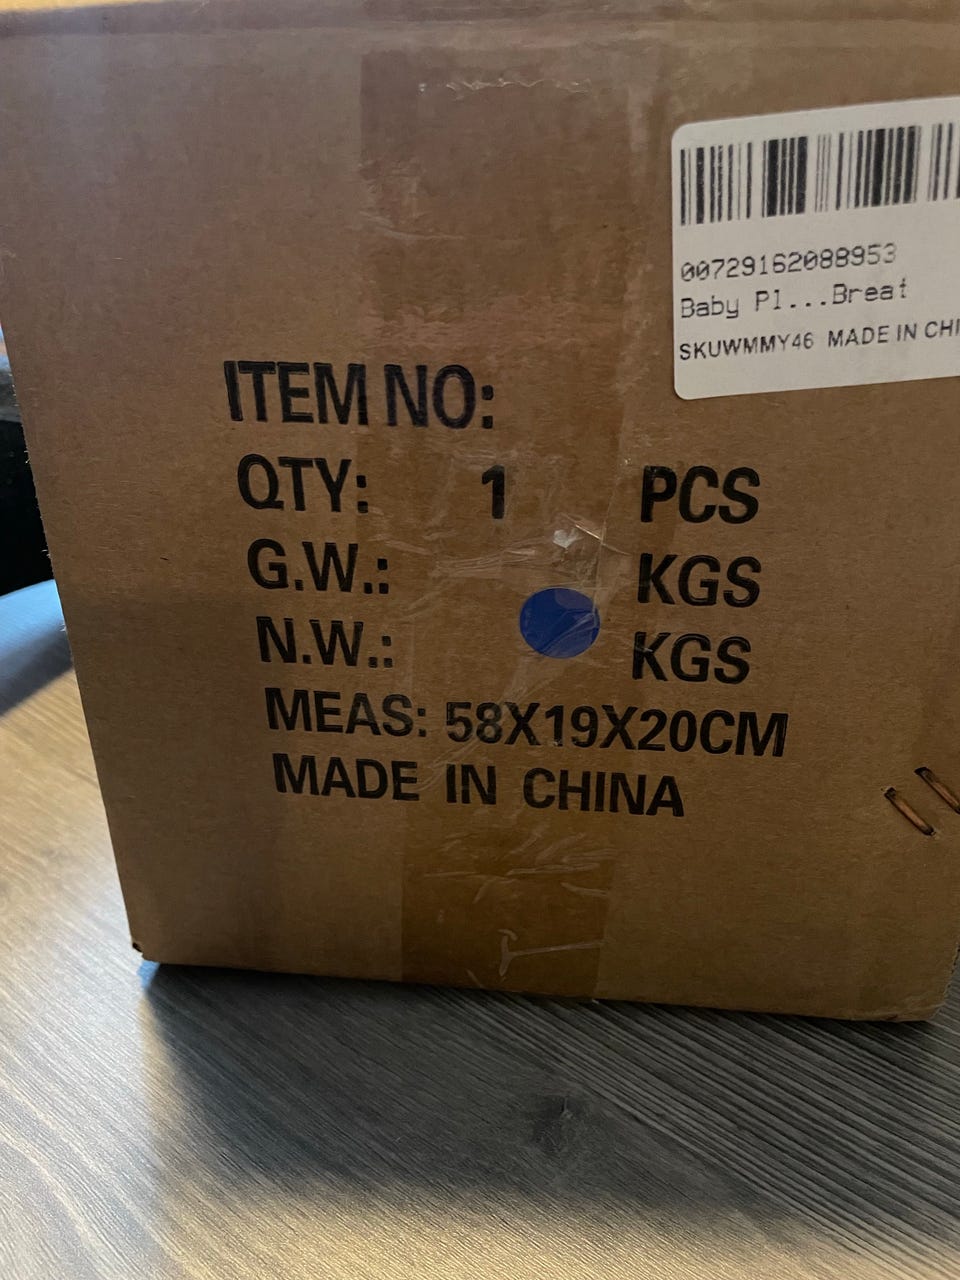 00729162088953
Baby Pl...Breat
SKUWMMY46 MADE IN CHI
ITEM NO:
QTY: 1 PCS
G.W.: KGS
N.W.: KGS
MEAS: 58X19X20CM
MADE IN CHINA